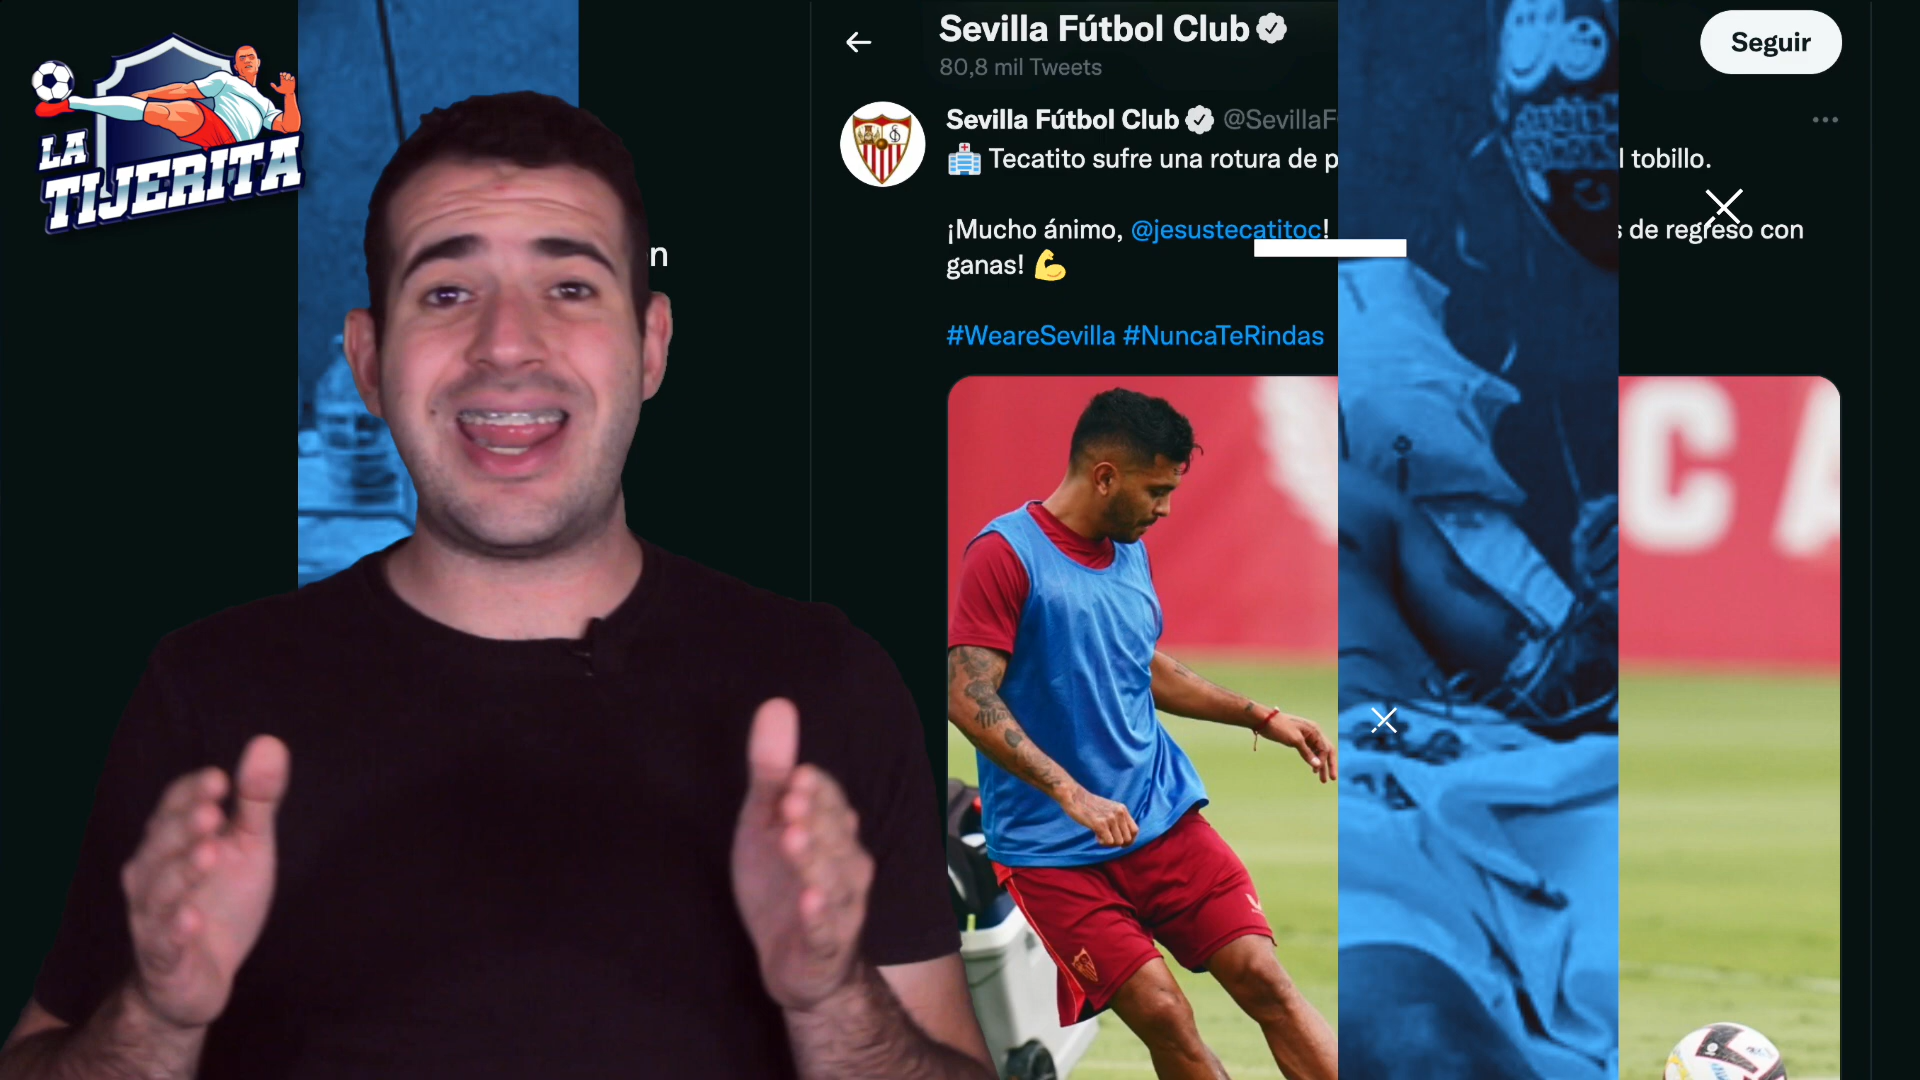 LA
TIJERITA
Sevilla Fútbol Club
80,8 mil Tweets
Seguir
Sevilla Fútbol Club @SevillaF
Tecatito sufre una rotura de p l tobillo.
¡Mucho ánimo, @jesustecatitoc! s de regreso con
ganas!
#WeareSevilla #NuncaTeRindas
n
CA